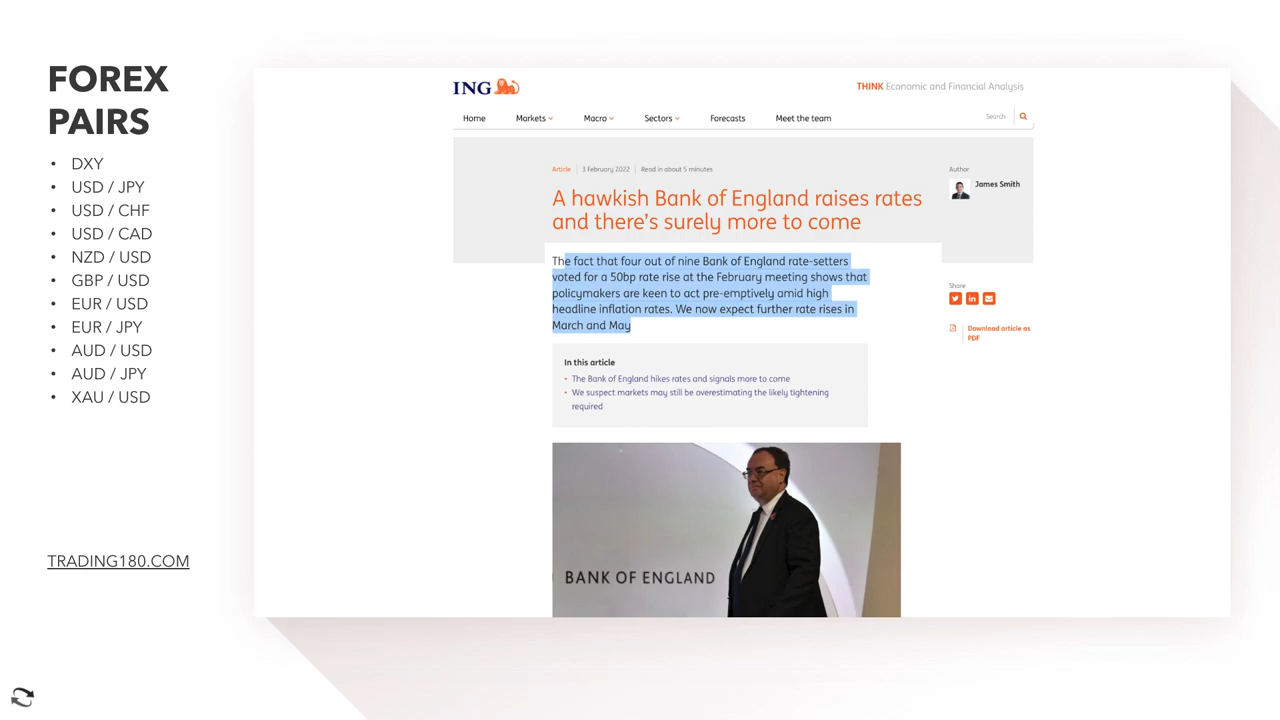 FOREX
PAIRS
• DXY
• USD / JPY
• USD / CHF
• USD / CAD
• NZD / USD
• GBP / USD
• EUR / USD
• EUR / JPY
• AUD / USD
• AUD / JPY
• XAU / USD
TRADING180.COM
ING
THINK Economic and Financial Analysis
Home Markets Macro Sectors Forecasts Meet the team Search
Article 3 February 2022 Read in about 5 minutes
A hawkish Bank of England raises rates
and there's surely more to come
The fact that four out of nine Bank of England rate-setters
voted for a 50bp rate rise at the February meeting shows that
policymakers are keen to act pre-emptively amid high
headline inflation rates. We now expect further rate rises in
March and May
In this article
• The Bank of England hikes rates and signals more to come
• We suspect markets may still be overestimating the likely tightening
required
BANK OF ENGLAND
Author
James Smith
Share
Download article as
PDF